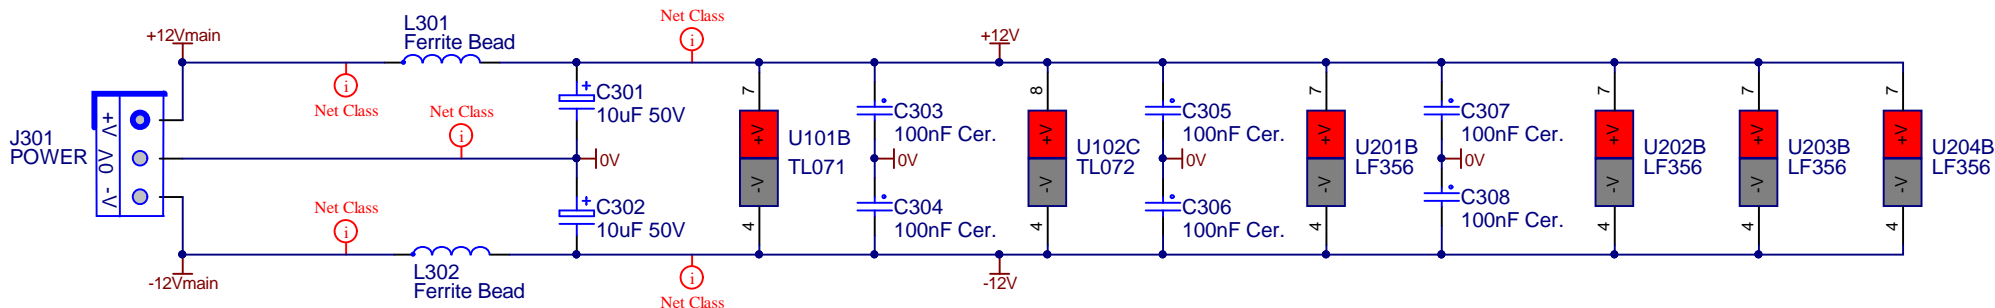 Net Class
L301
Ferrite Bead
+12Vmain
+12V
Net Class
Net Class
J301
POWER
+V
0V
-V
C301
10uF 50V
0V
C302
10uF 50V
7
+V
-V
4
U101B
TL071
C303
100nF Cer.
0V
C304
100nF Cer.
8
+V
-V
4
U102C
TL072
C305
100nF Cer.
0V
C306
100nF Cer.
7
+V
-V
4
U201B
LF356
C307
100nF Cer.
0V
C308
100nF Cer.
7
+V
-V
4
U202B
LF356
7
+V
-V
4
U203B
LF356
7
+V
-V
4
U204B
LF356
Net Class
-12Vmain
L302
Ferrite Bead
Net Class
-12V
i
i
i
i
i